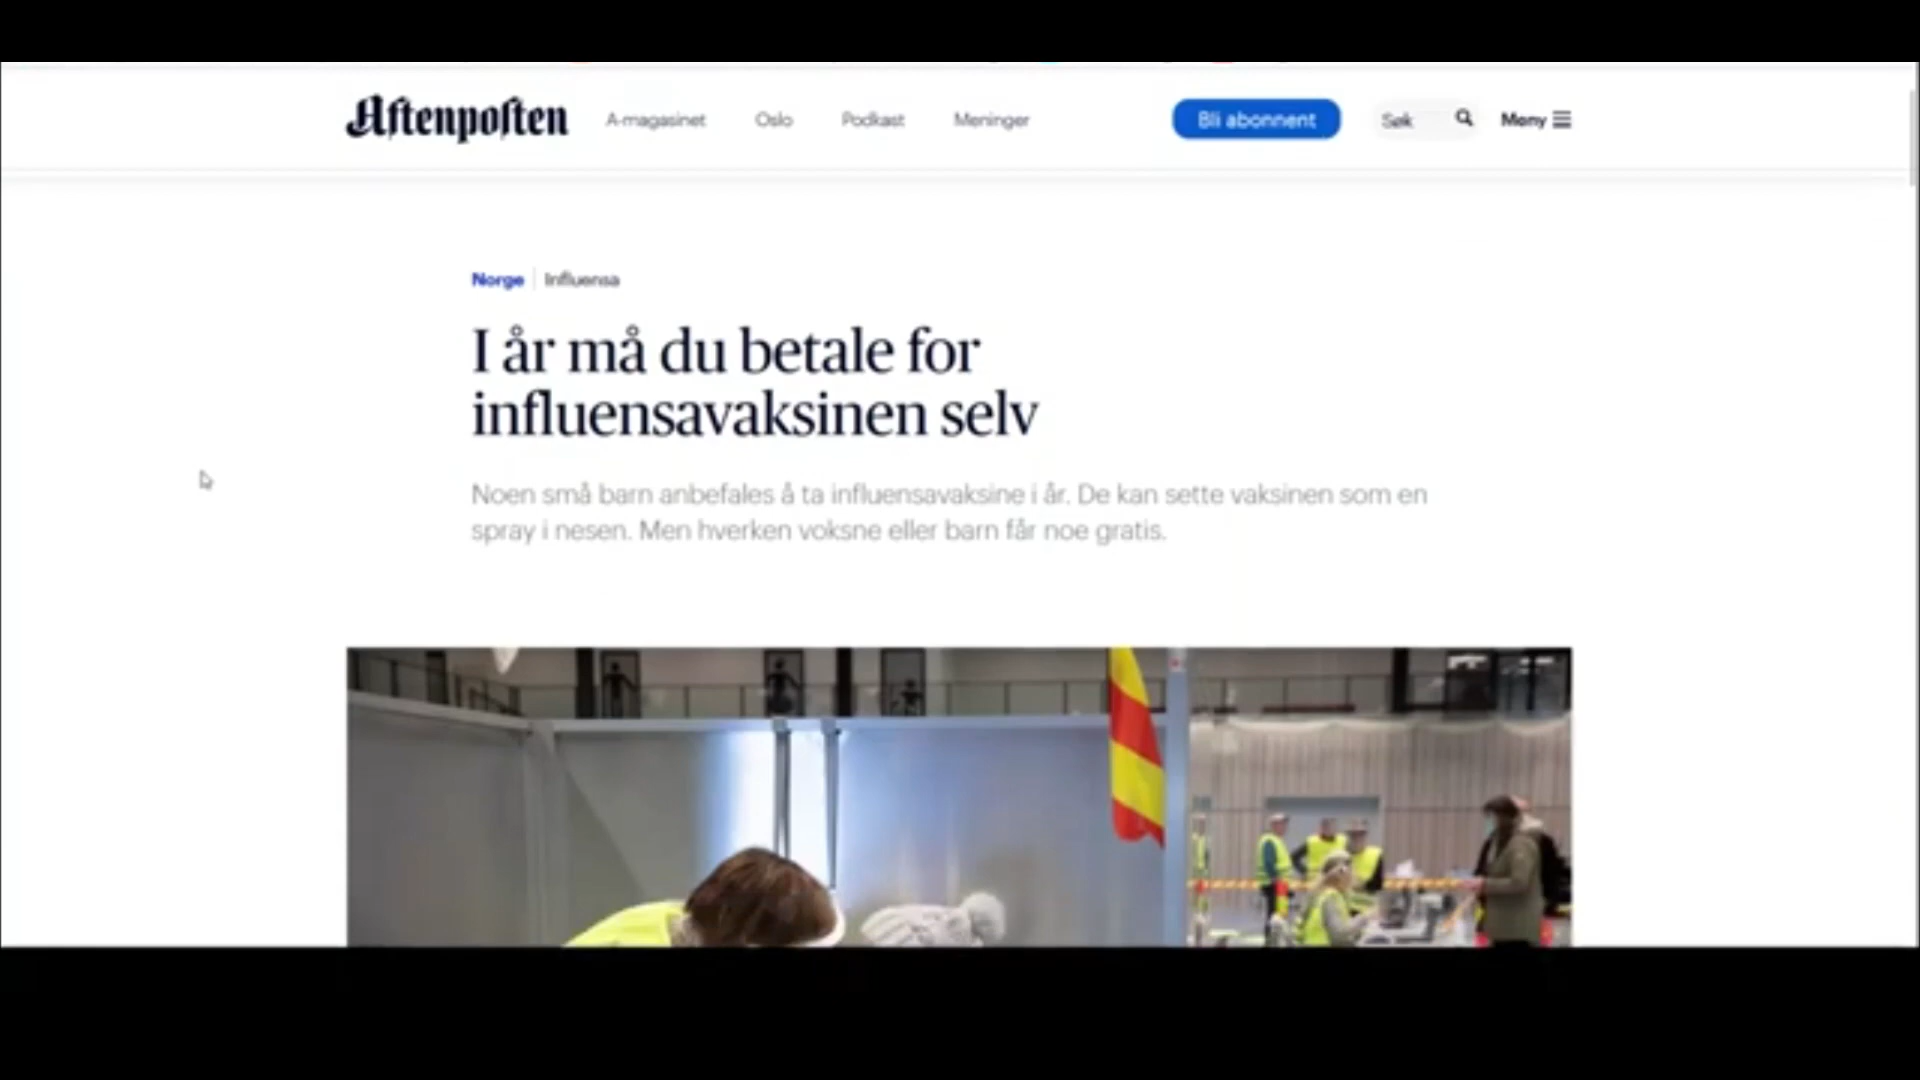 Aftenposten A-magasinet Oslo Podkast Meninger Bli abonnent Søk Meny
Norge Influensa
I år må du betale for
influensavaksinen selv
Noen små barn anbefales å ta influensavaksine i år. De kan sette vaksinen som en
spray i nesen. Men hverken voksne eller barn får noe gratis.